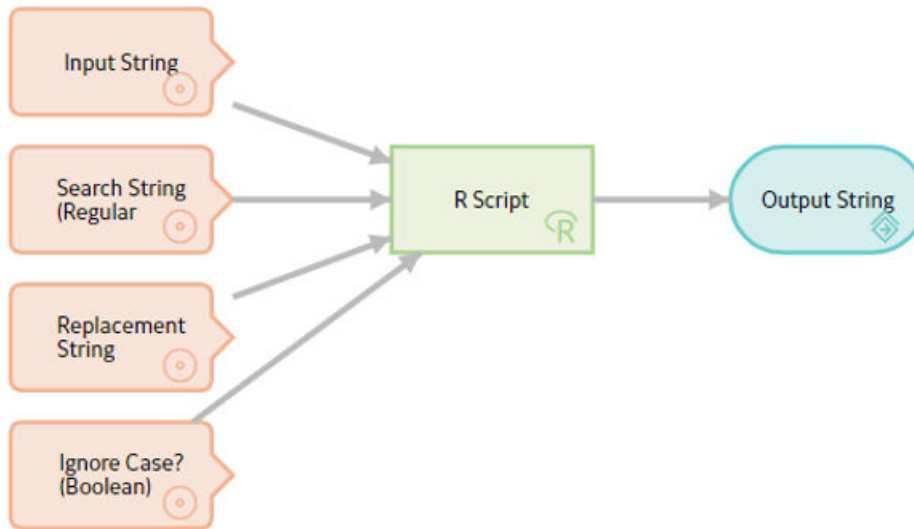 Input String
Search String
(Regular
Replacement
String
Ignore Case?
(Boolean)
R Script
R
Output String